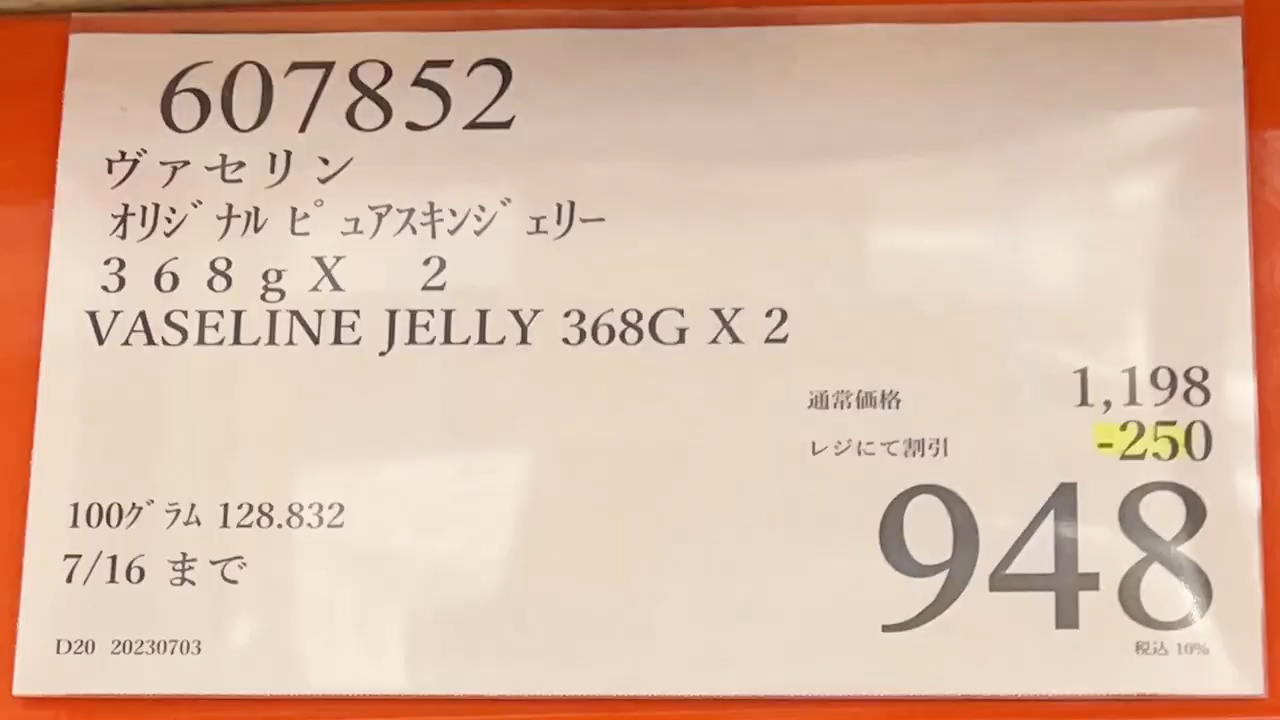 607852
ヴァセリン
ｵﾘｼﾞﾅﾙ ﾋﾟｭｱｽｷﾝｼﾞｪﾘｰ
３６８ｇＸ　２
VASELINE JELLY 368G X 2
通常価格 1,198
レジにて割引 -250
948
税込 10%
100ｸﾞﾗﾑ 128.832
7/16 まで
D20 20230703